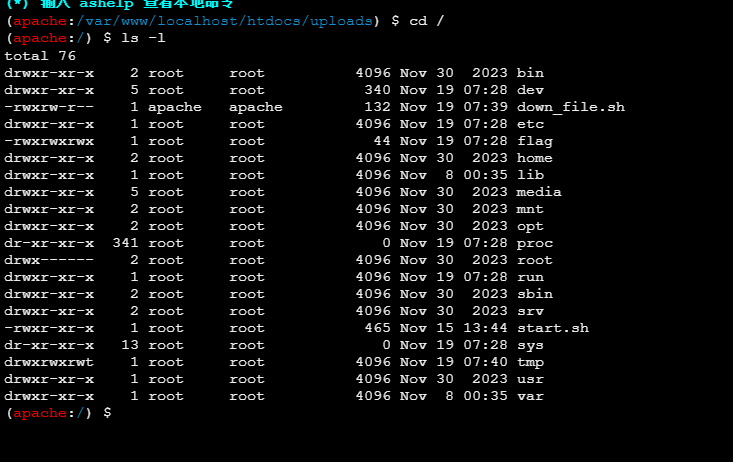 (*) 输入 ashelp 查看本地命令
(apache:/var/www/localhost/htdocs/uploads) $ cd /
(apache:/) $ ls -l
total 76
drwxr-xr-x    2 root     root          4096 Nov 30  2023 bin
drwxr-xr-x    5 root     root           340 Nov 19 07:28 dev
-rwxrw-r--    1 apache   apache         132 Nov 19 07:39 down_file.sh
drwxr-xr-x    1 root     root          4096 Nov 19 07:28 etc
-rwxrwxrwx    1 root     root            44 Nov 19 07:28 flag
drwxr-xr-x    2 root     root          4096 Nov 30  2023 home
drwxr-xr-x    1 root     root          4096 Nov  8 00:35 lib
drwxr-xr-x    5 root     root          4096 Nov 30  2023 media
drwxr-xr-x    2 root     root          4096 Nov 30  2023 mnt
drwxr-xr-x    2 root     root          4096 Nov 30  2023 opt
dr-xr-xr-x  341 root     root             0 Nov 19 07:28 proc
drwx------    2 root     root          4096 Nov 30  2023 root
drwxr-xr-x    1 root     root          4096 Nov 19 07:28 run
drwxr-xr-x    2 root     root          4096 Nov 30  2023 sbin
drwxr-xr-x    2 root     root          4096 Nov 30  2023 srv
-rwxr-xr-x    1 root     root           465 Nov 15 13:44 start.sh
dr-xr-xr-x   13 root     root             0 Nov 19 07:28 sys
drwxrwxrwt    1 root     root          4096 Nov 19 07:40 tmp
drwxr-xr-x    1 root     root          4096 Nov 30  2023 usr
drwxr-xr-x    1 root     root          4096 Nov  8 00:35 var
(apache:/) $